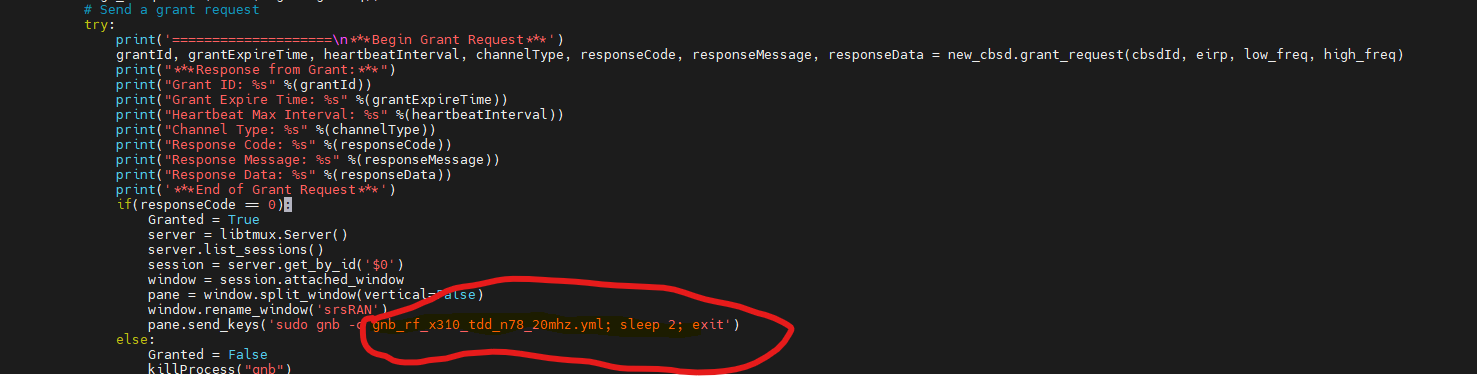 # Send a grant request
try:
print('====================\n***Begin Grant Request***')
grantId, grantExpireTime, heartbeatInterval, channelType, responseCode, responseMessage, responseData = new_cbsd.grant_request(cbsdId, eirp, low_freq, high_freq)
print("***Response from Grant:***")
print("Grant ID: %s" %(grantId))
print("Grant Expire Time: %s" %(grantExpireTime))
print("Heartbeat Max Interval: %s" %(heartbeatInterval))
print("Channel Type: %s" %(channelType))
print("Response Code: %s" %(responseCode))
print("Response Message: %s" %(responseMessage))
print("Response Data: %s" %(responseData))
print('***End of Grant Request***')
if(responseCode == 0):
Granted = True
server = libtmux.Server()
server.list_sessions()
session = server.get_by_id('$0')
window = session.attached_window
pane = window.split_window(vertical=False)
window.rename_window('srsRAN')
pane.send_keys('sudo gnb -c gnb_rf_x310_tdd_n78_20mhz.yml; sleep 2; exit')
else:
Granted = False
killProcess("gnb")